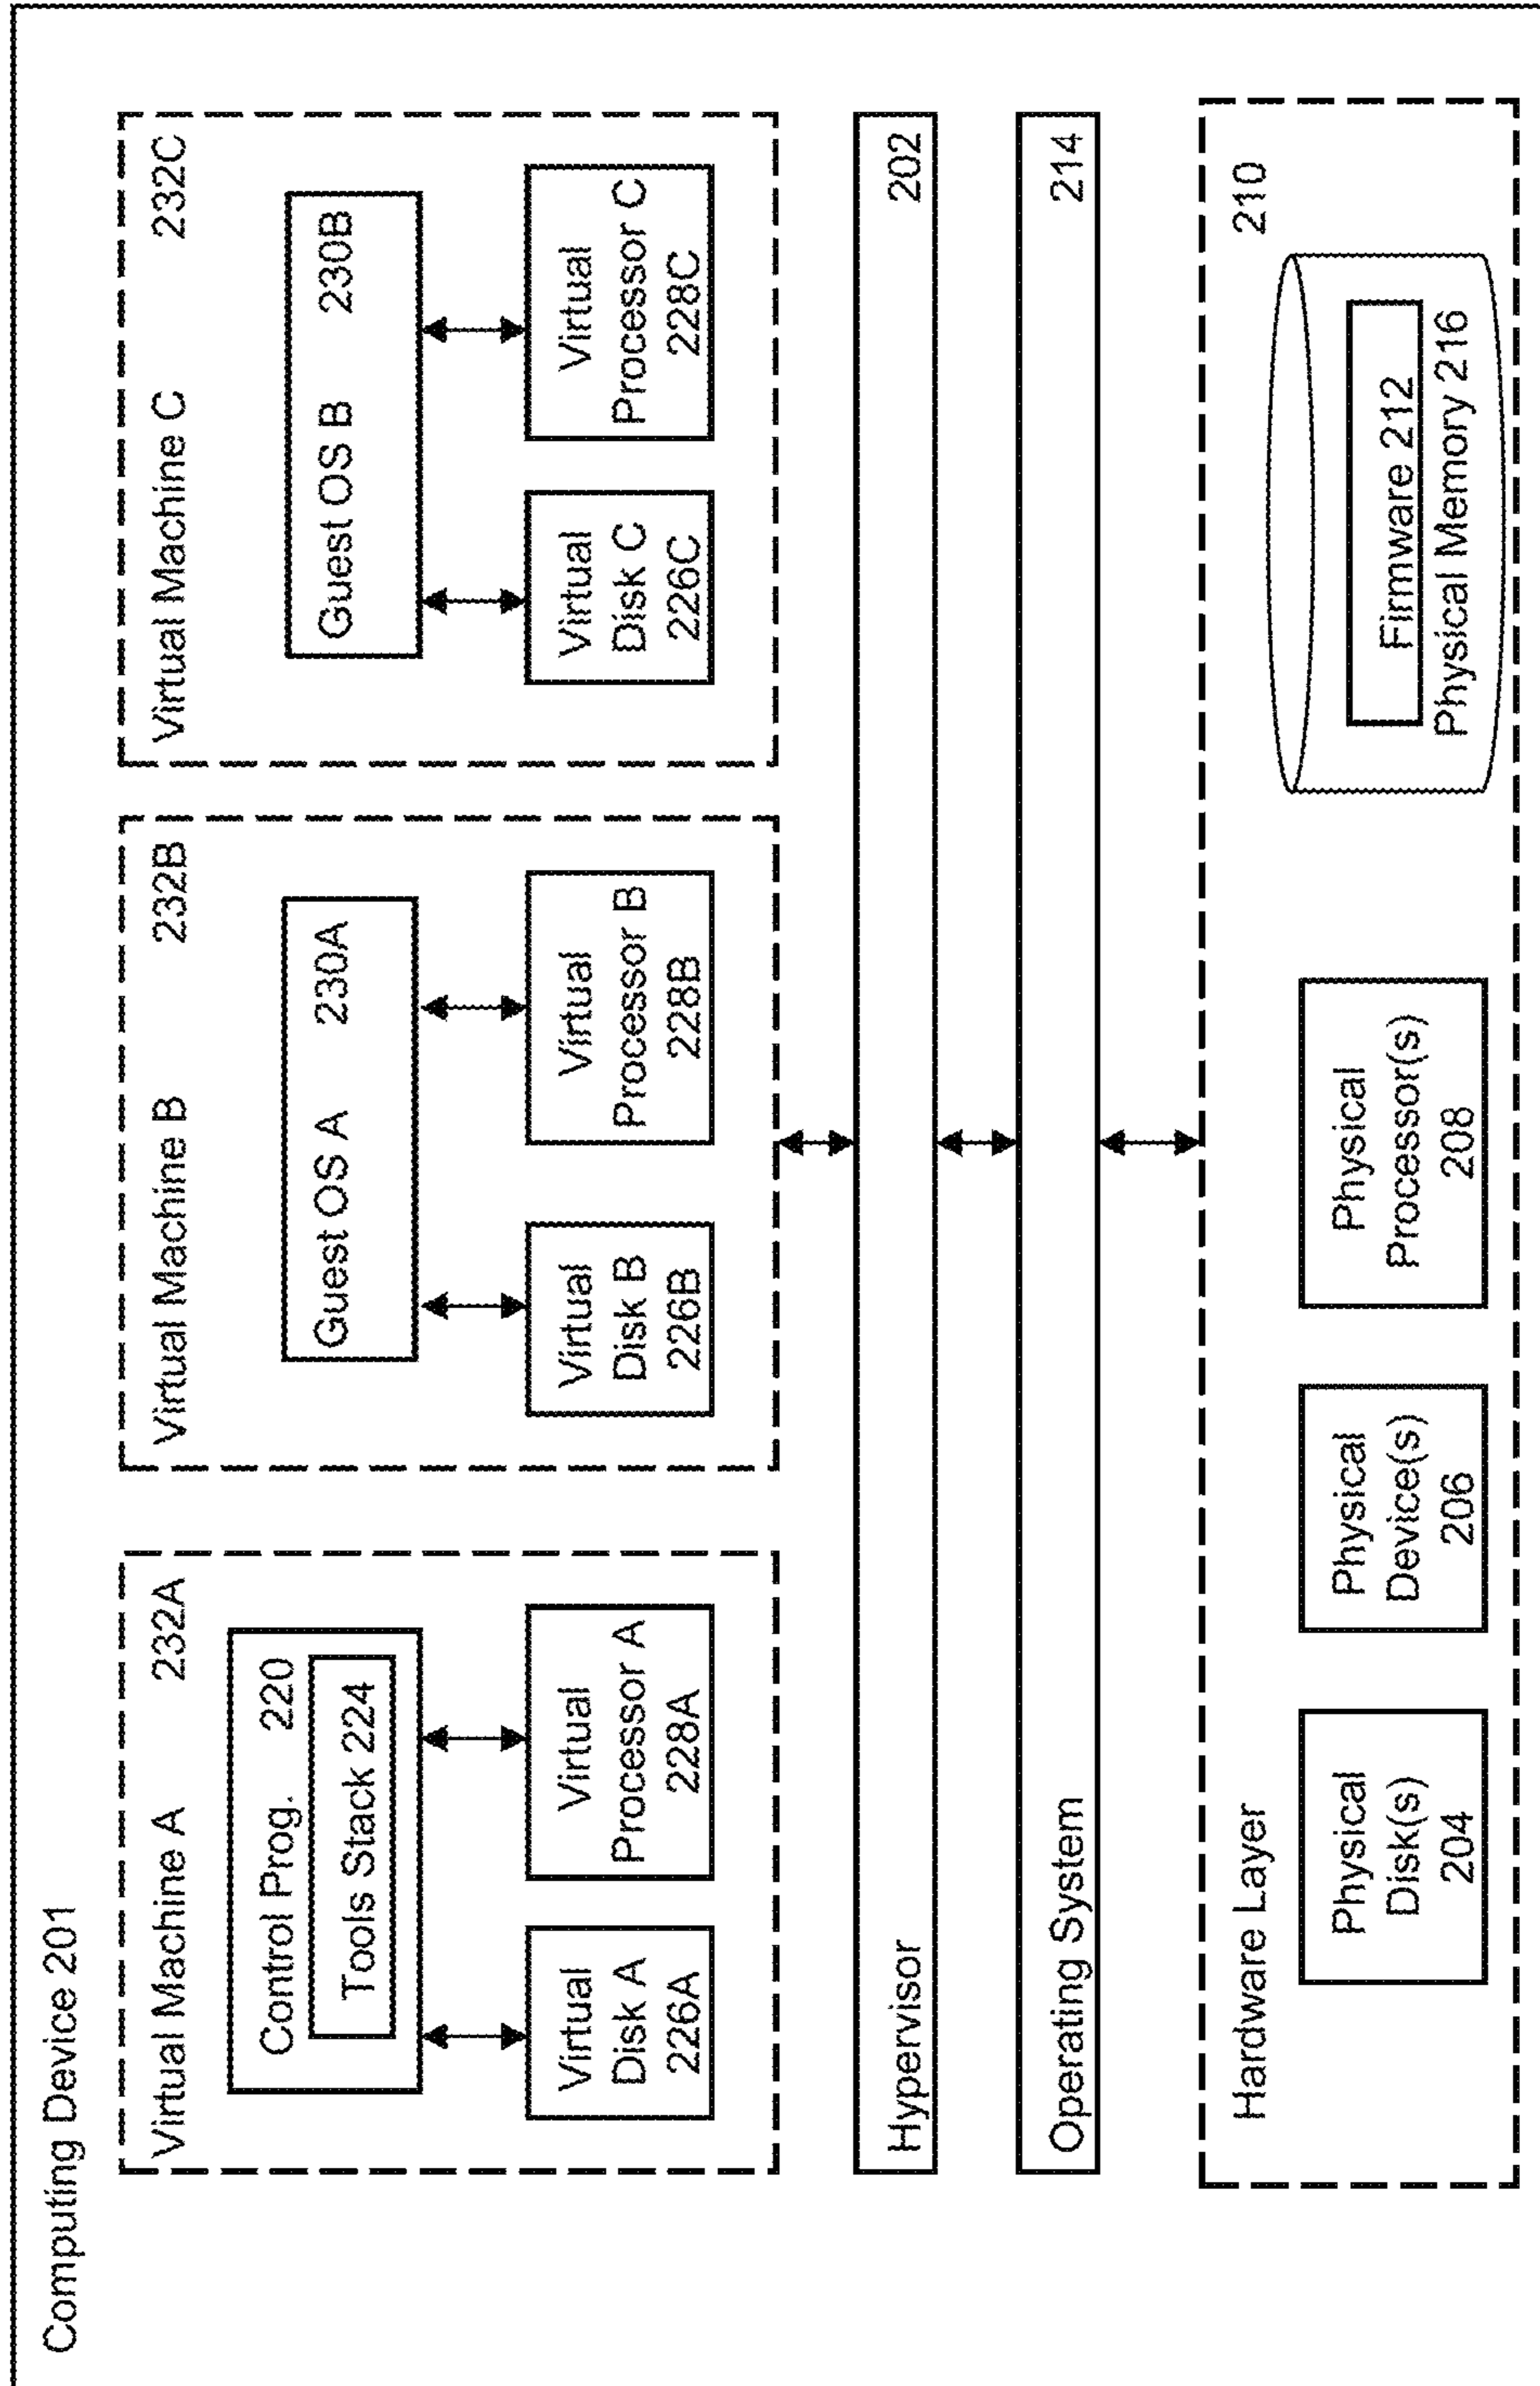 Computing Device 201
Virtual Machine A 232A
Control Prog. 220
Tools Stack 224
Virtual
Disk A
226A
Virtual
Processor A
228A
Virtual Machine B 232B
Guest OS A 230A
Virtual
Disk B
226B
Virtual
Processor B
228B
Virtual Machine C 232C
Guest OS B 230B
Virtual
Disk C
226C
Virtual
Processor C
228C
Hypervisor 202
Operating System 214
Hardware Layer 210
Physical
Disk(s)
204
Physical
Device(s)
206
Physical
Processor(s)
208
Firmware 212
Physical Memory 216